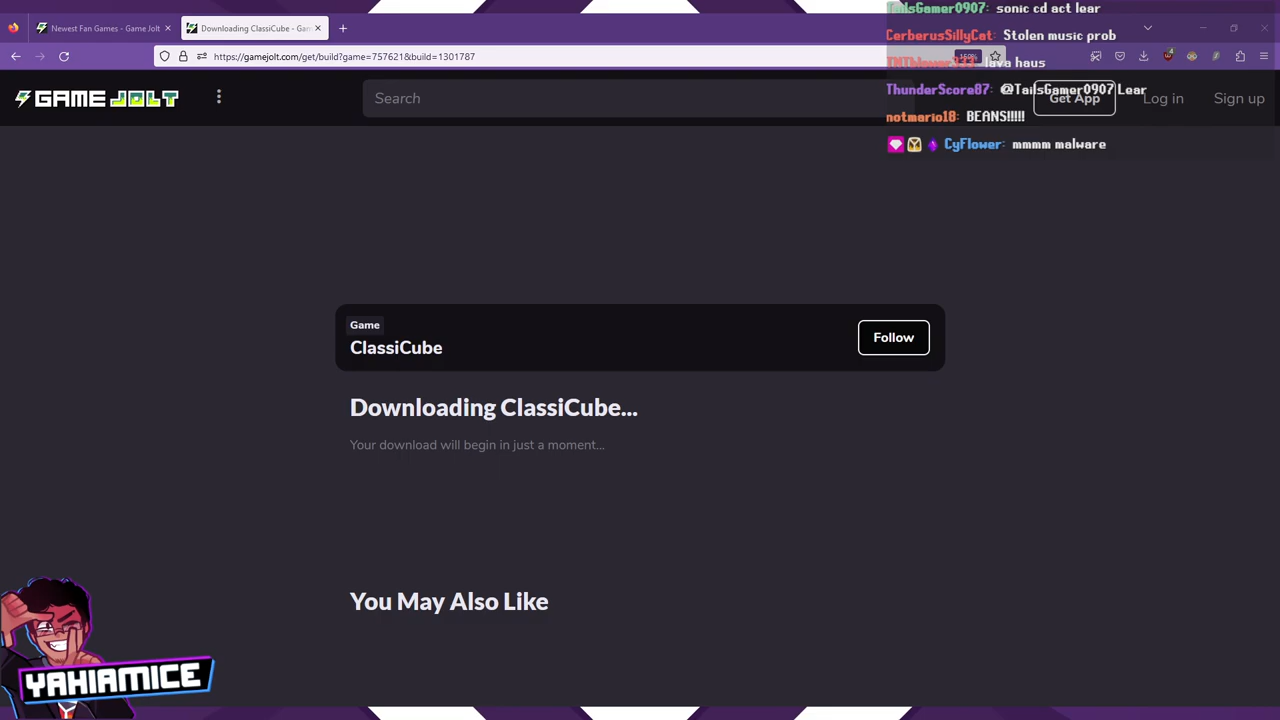 Newest Fan Games - Game Jolt
Downloading ClassiCube - Gam
https://gamejolt.com/get/build?game=757621&build=1301787
150%
GAME JOLT
Search
Get App
Log in
Sign up
TailsGamer0907: sonic cd act lear
CerberusSillyCat: Stolen music prob
lava haus
ThunderScore87: @TailsGamer0907 Lear
notmario18: BEANS!!!!!
CyFlower: mmmm malware
Game
ClassiCube
Follow
Downloading ClassiCube...
Your download will begin in just a moment...
You May Also Like
YAHIAMICE